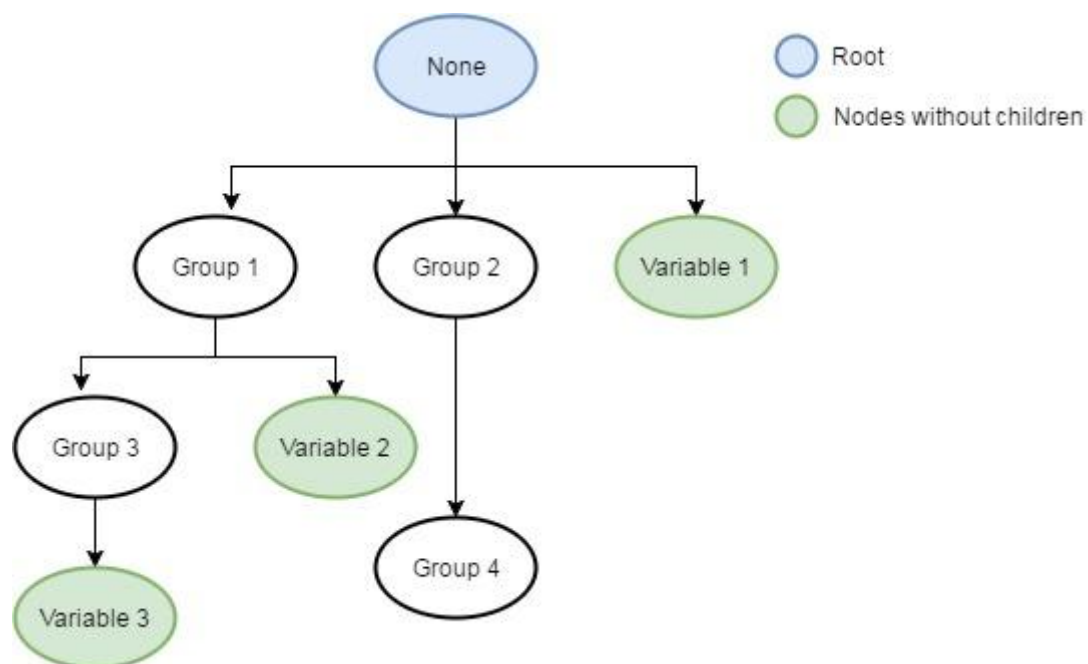 None
Root
Nodes without children
Group 1
Group 2
Variable 1
Group 3
Variable 2
Group 4
Variable 3